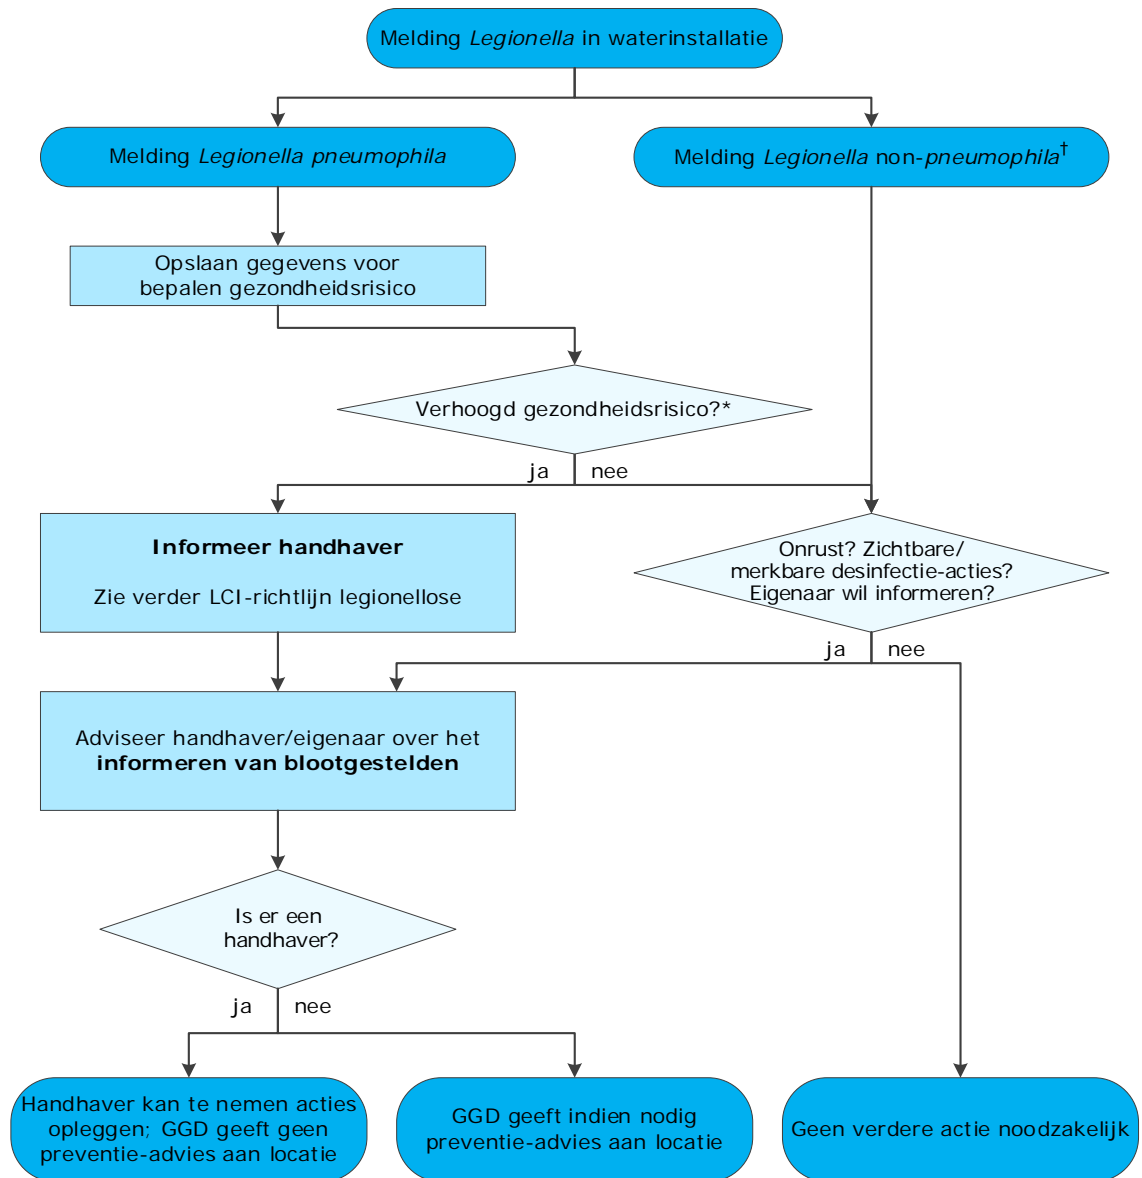 Melding Legionella in waterinstallatie
Melding Legionella pneumophila
Melding Legionella non-pneumophila†
Opslaan gegevens voor
bepalen gezondheidsrisico
Verhoogd gezondheidsrisico?*
ja
nee
Informeer handhaver
Zie verder LCI-richtlijn legionellose
Onrust? Zichtbare/
merkbare desinfectie-acties?
Eigenaar wil informeren?
ja
nee
Adviseer handhaver/eigenaar over het
informeren van blootgestelden
Is er een
handhaver?
ja
nee
Handhaver kan te nemen acties
opleggen; GGD geeft geen
preventie-advies aan locatie
GGD geeft indien nodig
preventie-advies aan locatie
Geen verdere actie noodzakelijk